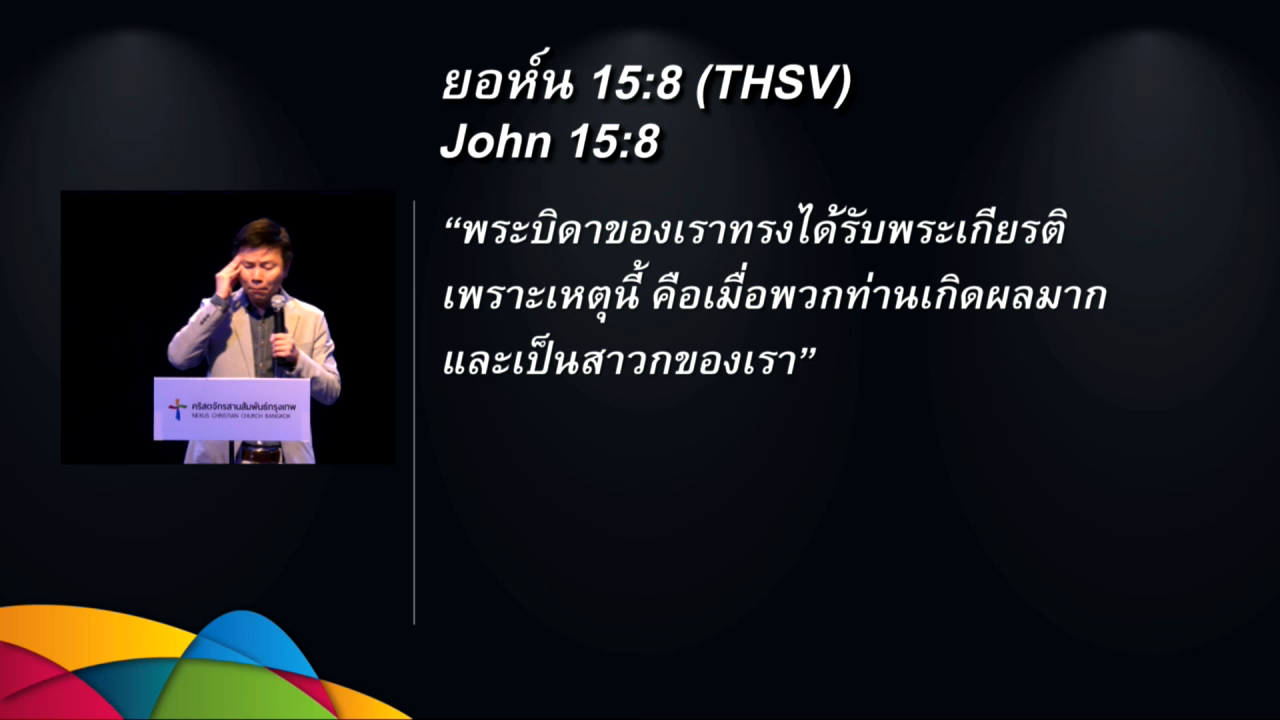 ยอห์น 15:8 (THSV)
John 15:8
“พระบิดาของเราทรงได้รับพระเกียรติ
เพราะเหตุนี้ คือเมื่อพวกท่านเกิดผลมาก
และเป็นสาวกของเรา”
คริสตจักรสานสัมพันธ์กรุงเทพ
NEXUS CHRISTIAN CHURCH BANGKOK